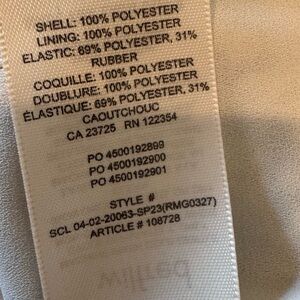 SHELL: 100% POLYESTER
LINING: 100% POLYESTER
ELASTIC: 69% POLYESTER, 31%
RUBBER
COQUILLE: 100% POLYESTER
DOUBLURE: 100% POLYESTER
ÉLASTIQUE: 69% POLYESTER, 31%
CAOUTCHOUC
CA 23725 RN 122354
PO 4500192899
PO 4500192900
PO 4500192901
STYLE #
SCL 04-02-20063-SP23(RMG0327)
ARTICLE # 108728